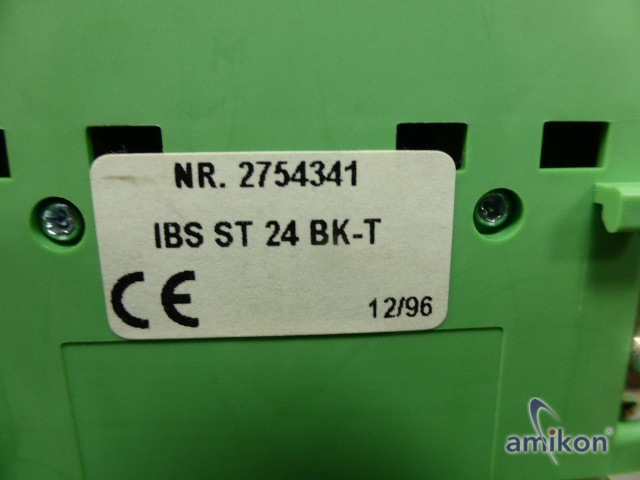 NR. 2754341
IBS ST 24 BK-T
CE
12/96
amikon®